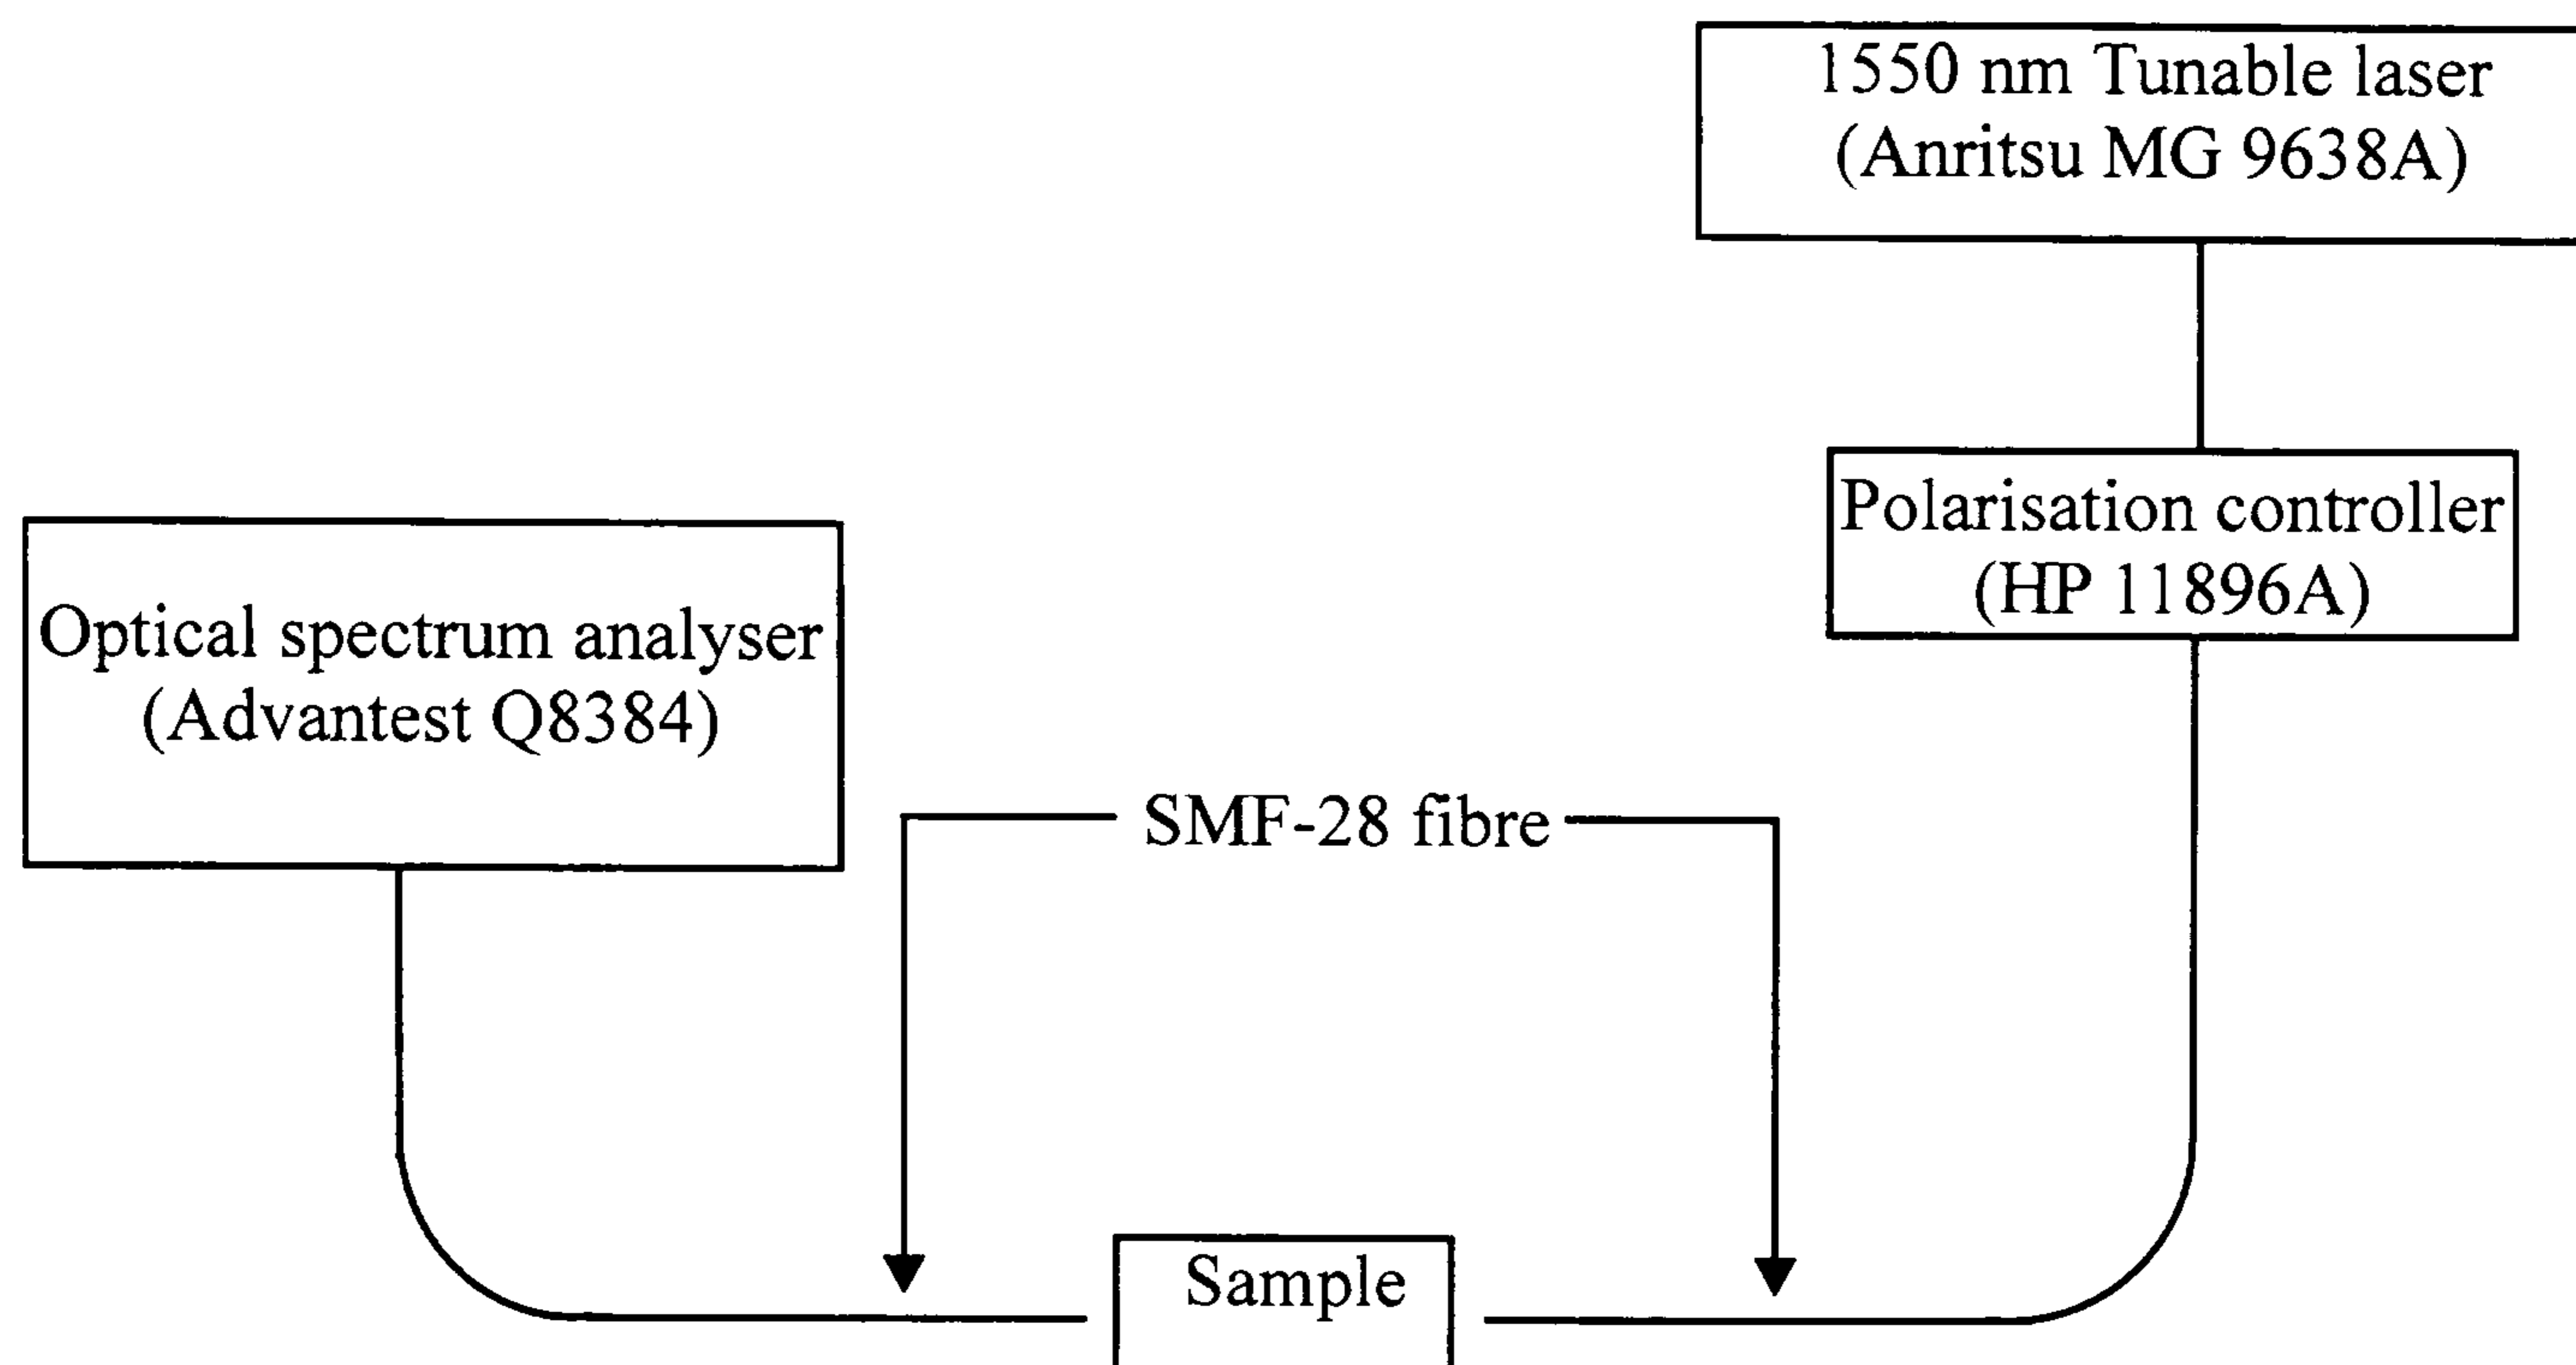 1550 nm Tunable laser
(Anritsu MG 9638A)
Polarisation controller
(HP 11896A)
Optical spectrum analyser
(Advantest Q8384)
SMF-28 fibre
Sample